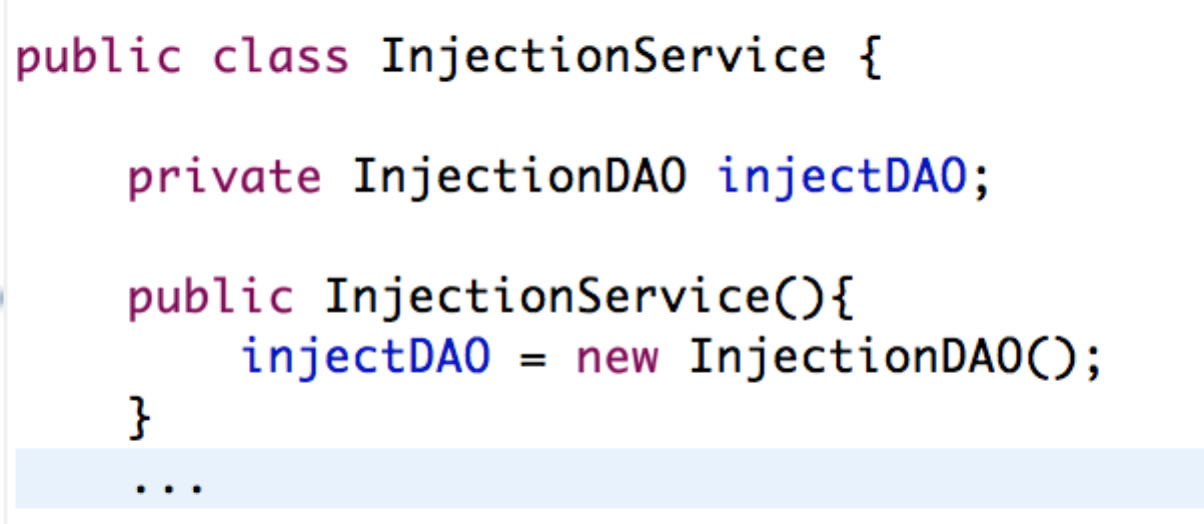 public class InjectionService {
private InjectionDAO injectDAO;
public InjectionService(){
injectDAO = new InjectionDAO();
}
...